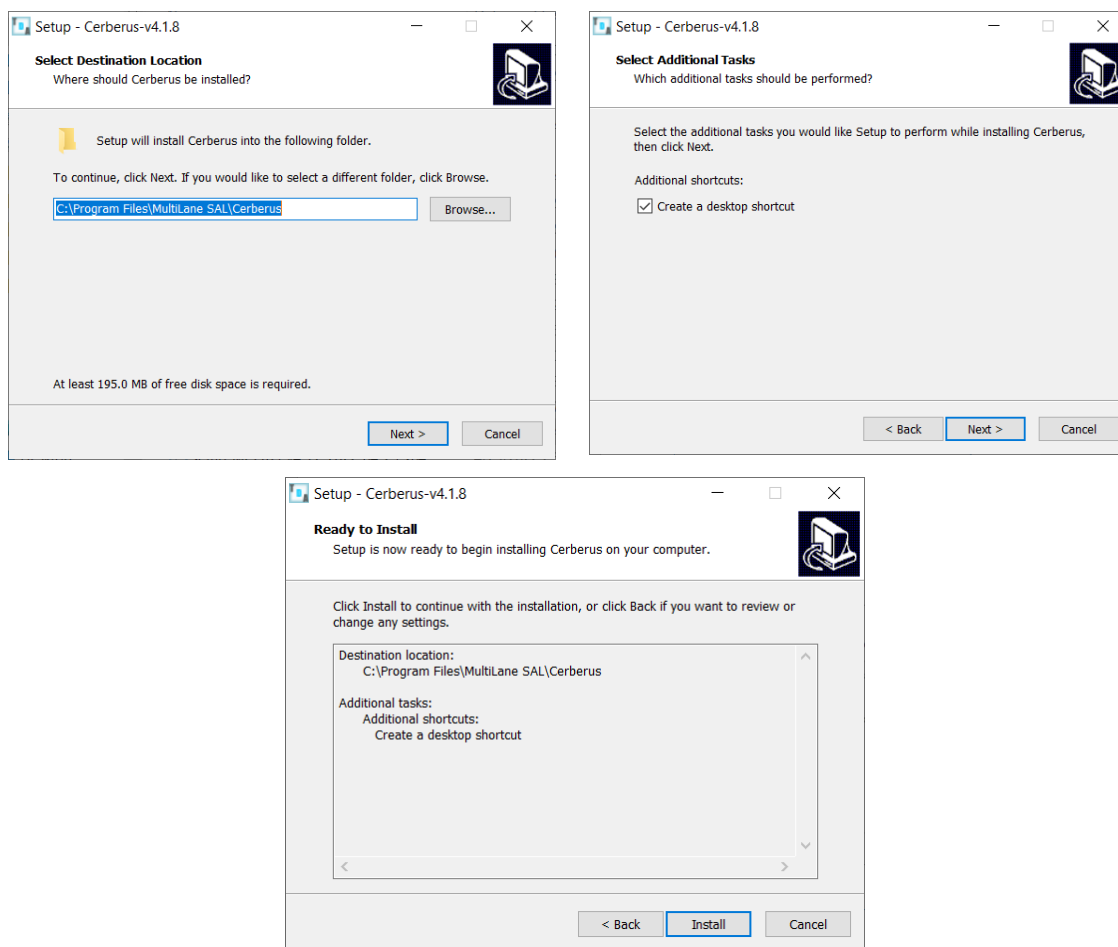 Setup - Cerberus-v4.1.8
Select Destination Location
Where should Cerberus be installed?
Setup will install Cerberus into the following folder.
To continue, click Next. If you would like to select a different folder, click Browse.
C:\Program Files\MultiLane SAL\Cerberus
Browse...
At least 195.0 MB of free disk space is required.
Next >
Cancel
Setup - Cerberus-v4.1.8
Select Additional Tasks
Which additional tasks should be performed?
Select the additional tasks you would like Setup to perform while installing Cerberus,
then click Next.
Additional shortcuts:
Create a desktop shortcut
< Back
Next >
Cancel
Setup - Cerberus-v4.1.8
Ready to Install
Setup is now ready to begin installing Cerberus on your computer.
Click Install to continue with the installation, or click Back if you want to review or
change any settings.
Destination location:
C:\Program Files\MultiLane SAL\Cerberus
Additional tasks:
Additional shortcuts:
Create a desktop shortcut
< Back
Install
Cancel